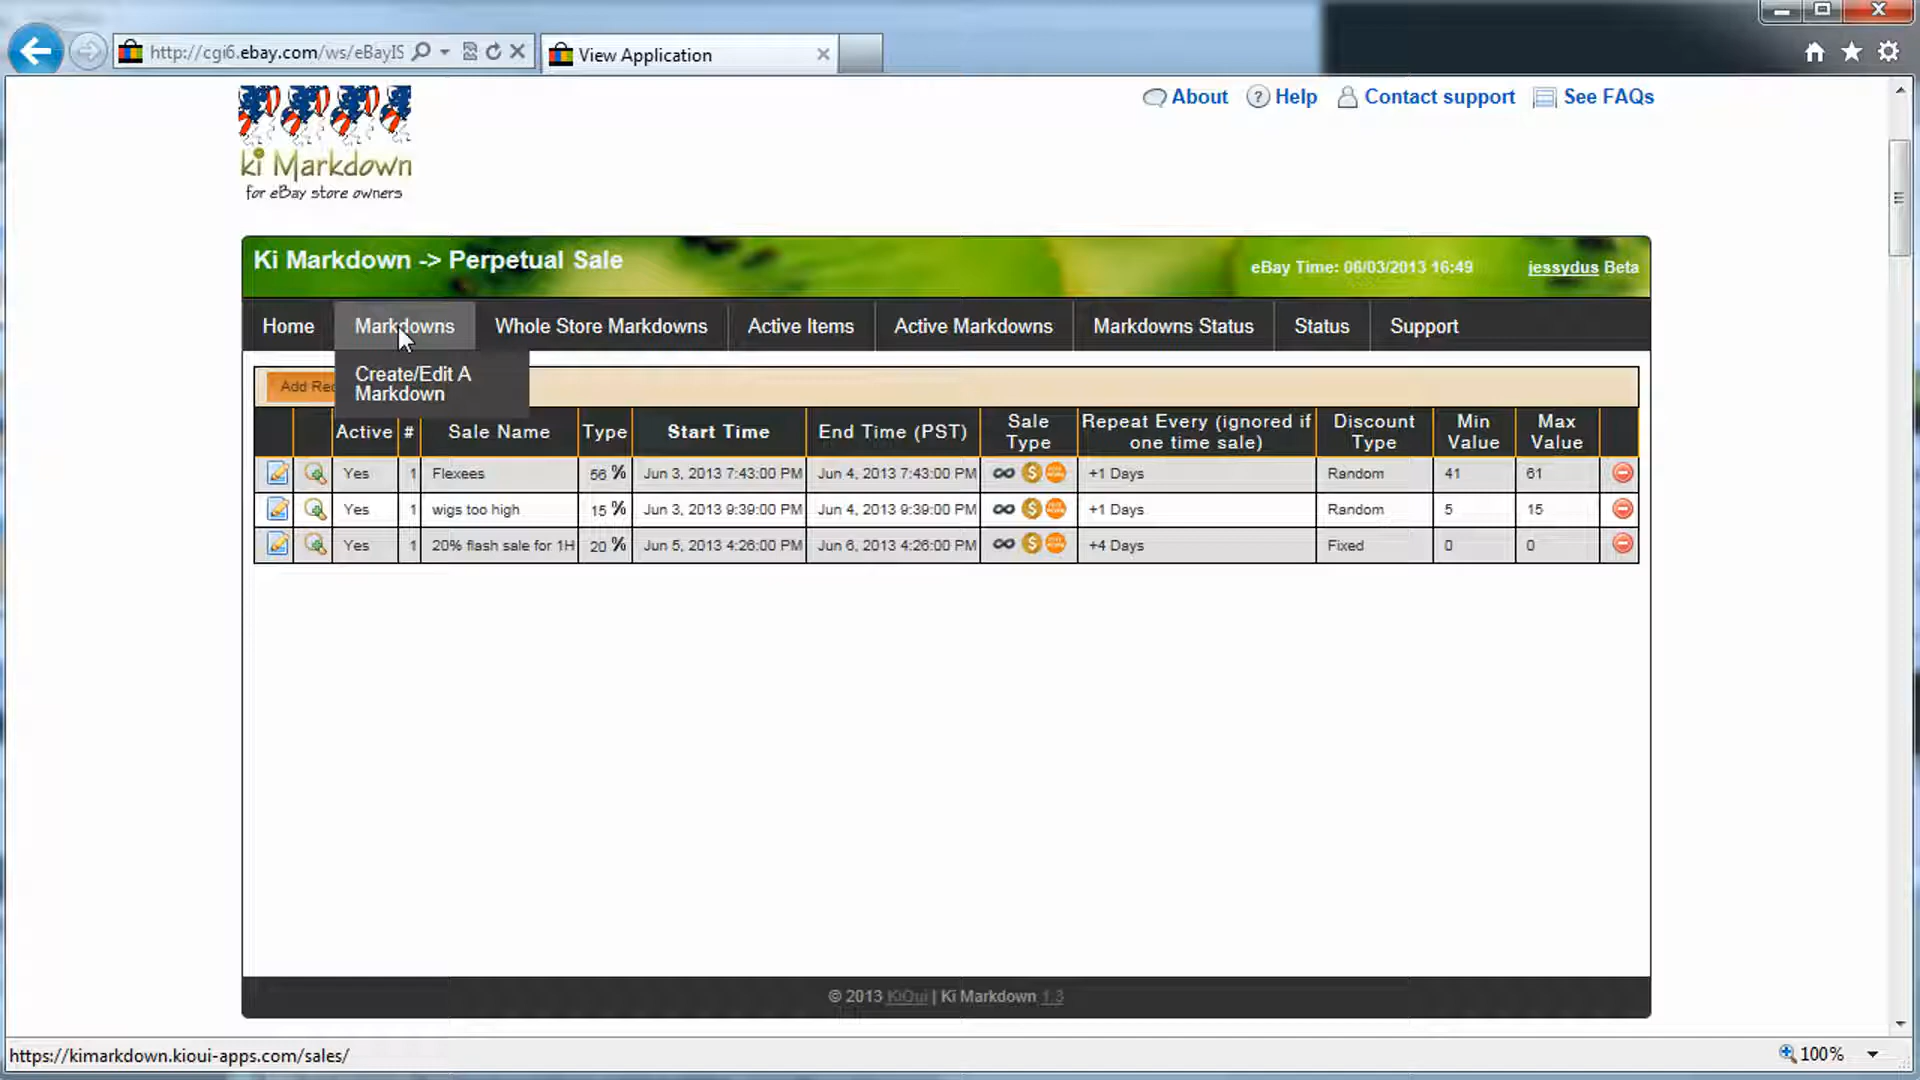 http://cgi6.ebay.com/ws/eBayIS
View Application
About Help Contact support See FAQs
ki Markdown
for eBay store owners
Ki Markdown -> Perpetual Sale
eBay Time: 06/03/2013 16:49 jessydus Beta
Home Markdowns Whole Store Markdowns Active Items Active Markdowns Markdowns Status Status Support
Create/Edit A
Markdown
Add Rec
Active # Sale Name Type Start Time End Time (PST) Sale Type Repeat Every (ignored if one time sale) Discount Type Min Value Max Value
Yes 1 Flexees 56 % Jun 3, 2013 7:43:00 PM Jun 4, 2013 7:43:00 PM $ +1 Days Random 41 61
Yes 1 wigs too high 15 % Jun 3, 2013 9:39:00 PM Jun 4, 2013 9:39:00 PM $ +1 Days Random 5 15
Yes 1 20% flash sale for 1H 20 % Jun 5, 2013 4:26:00 PM Jun 6, 2013 4:26:00 PM $ +4 Days Fixed 0 0
© 2013 KiOui | Ki Markdown 1.3
https://kimarkdown.kioui-apps.com/sales/
100%